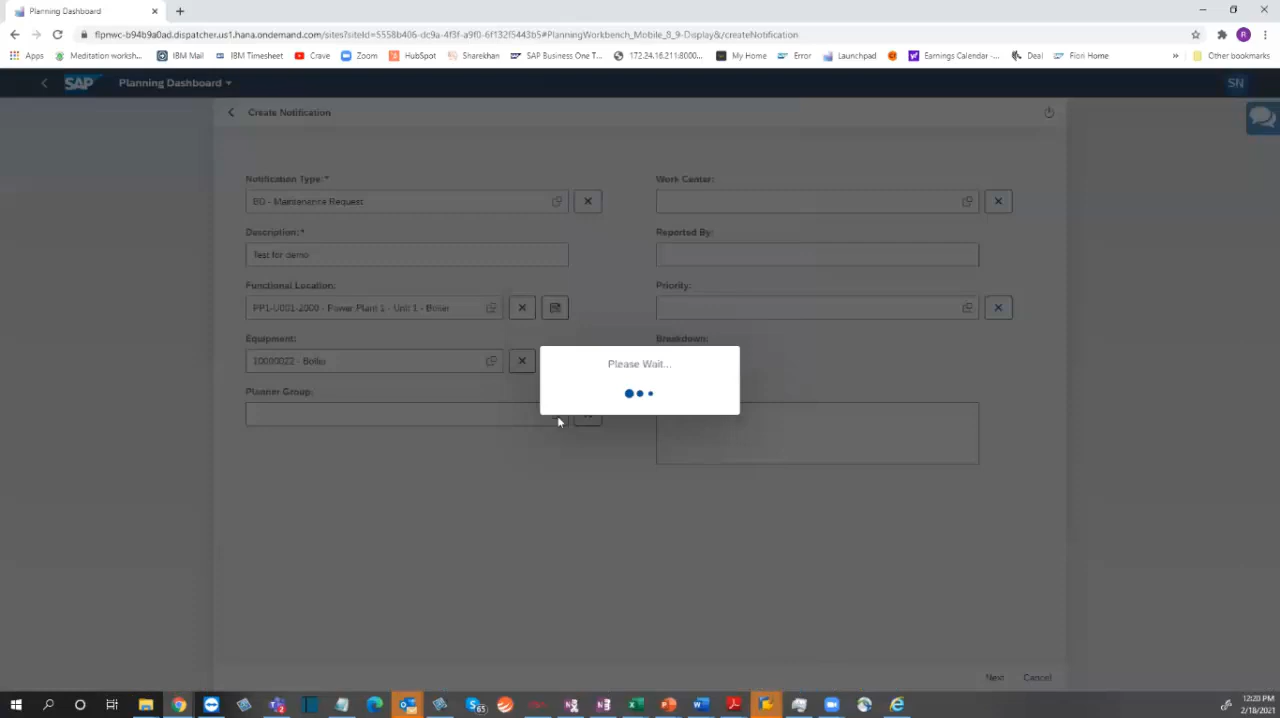 Planning Dashboard
flpnwc-b94b9a0ad.dispatcher.us1.hana.ondemand.com/sites?siteId=5558b406-dc9a-4f3f-a9f0-6f132f5443b5#PlanningWorkbench_Mobile_8_9-Display&/createNotification
R
Apps Meditation worksh... IBM Mail IBM Timesheet Crave Zoom HubSpot Sharekhan SAP Business One T... 172.24.16.211:8000... My Home Error Launchpad Earnings Calendar -... Deal Fiori Home » Other bookmarks
SAP Planning Dashboard SN
Create Notification
Notification Type:* Work Center:
BD - Maintenance Request
Description:* Reported By:
Test for demo
Functional Location: Priority:
PP1-U001-2000 - Power Plant 1 - Unit 1 - Boiler
Equipment: Breakdown:
10000022 - Boiler
Please Wait...
Planner Group:
Next Cancel
12:20 PM
2/18/2021